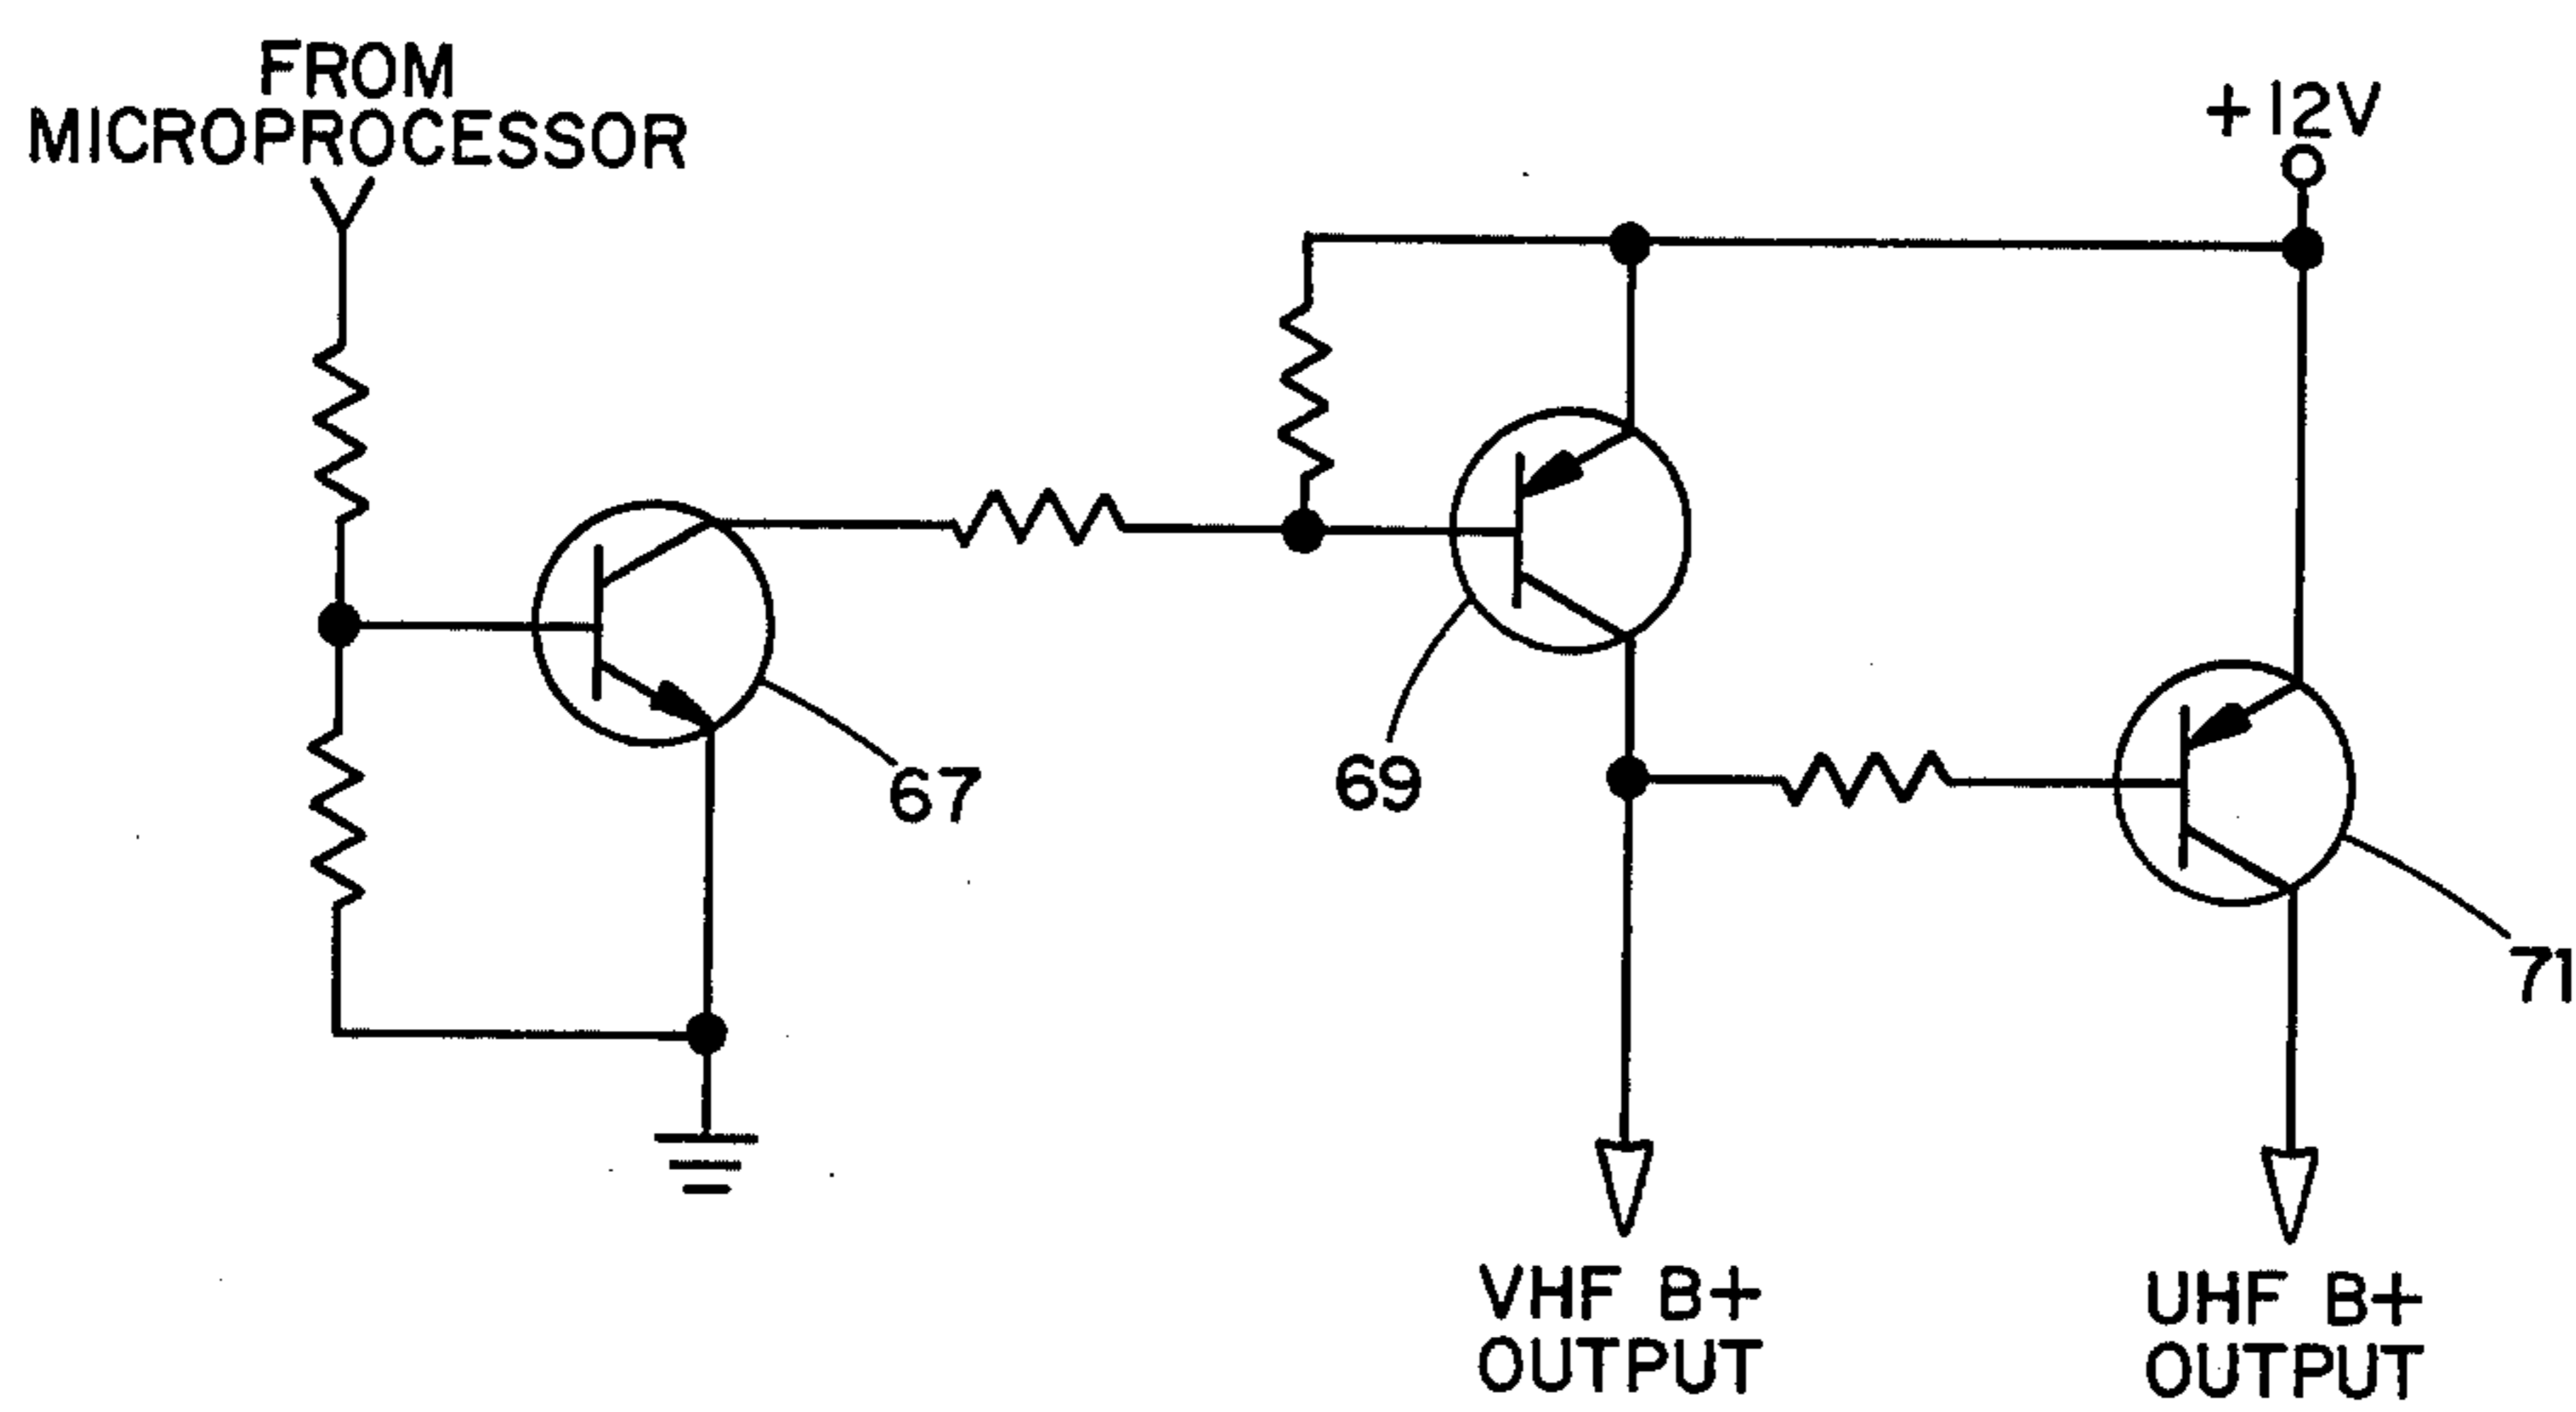 FROM
MICROPROCESSOR
+12V
67
69
71
VHF B+
OUTPUT
UHF B+
OUTPUT